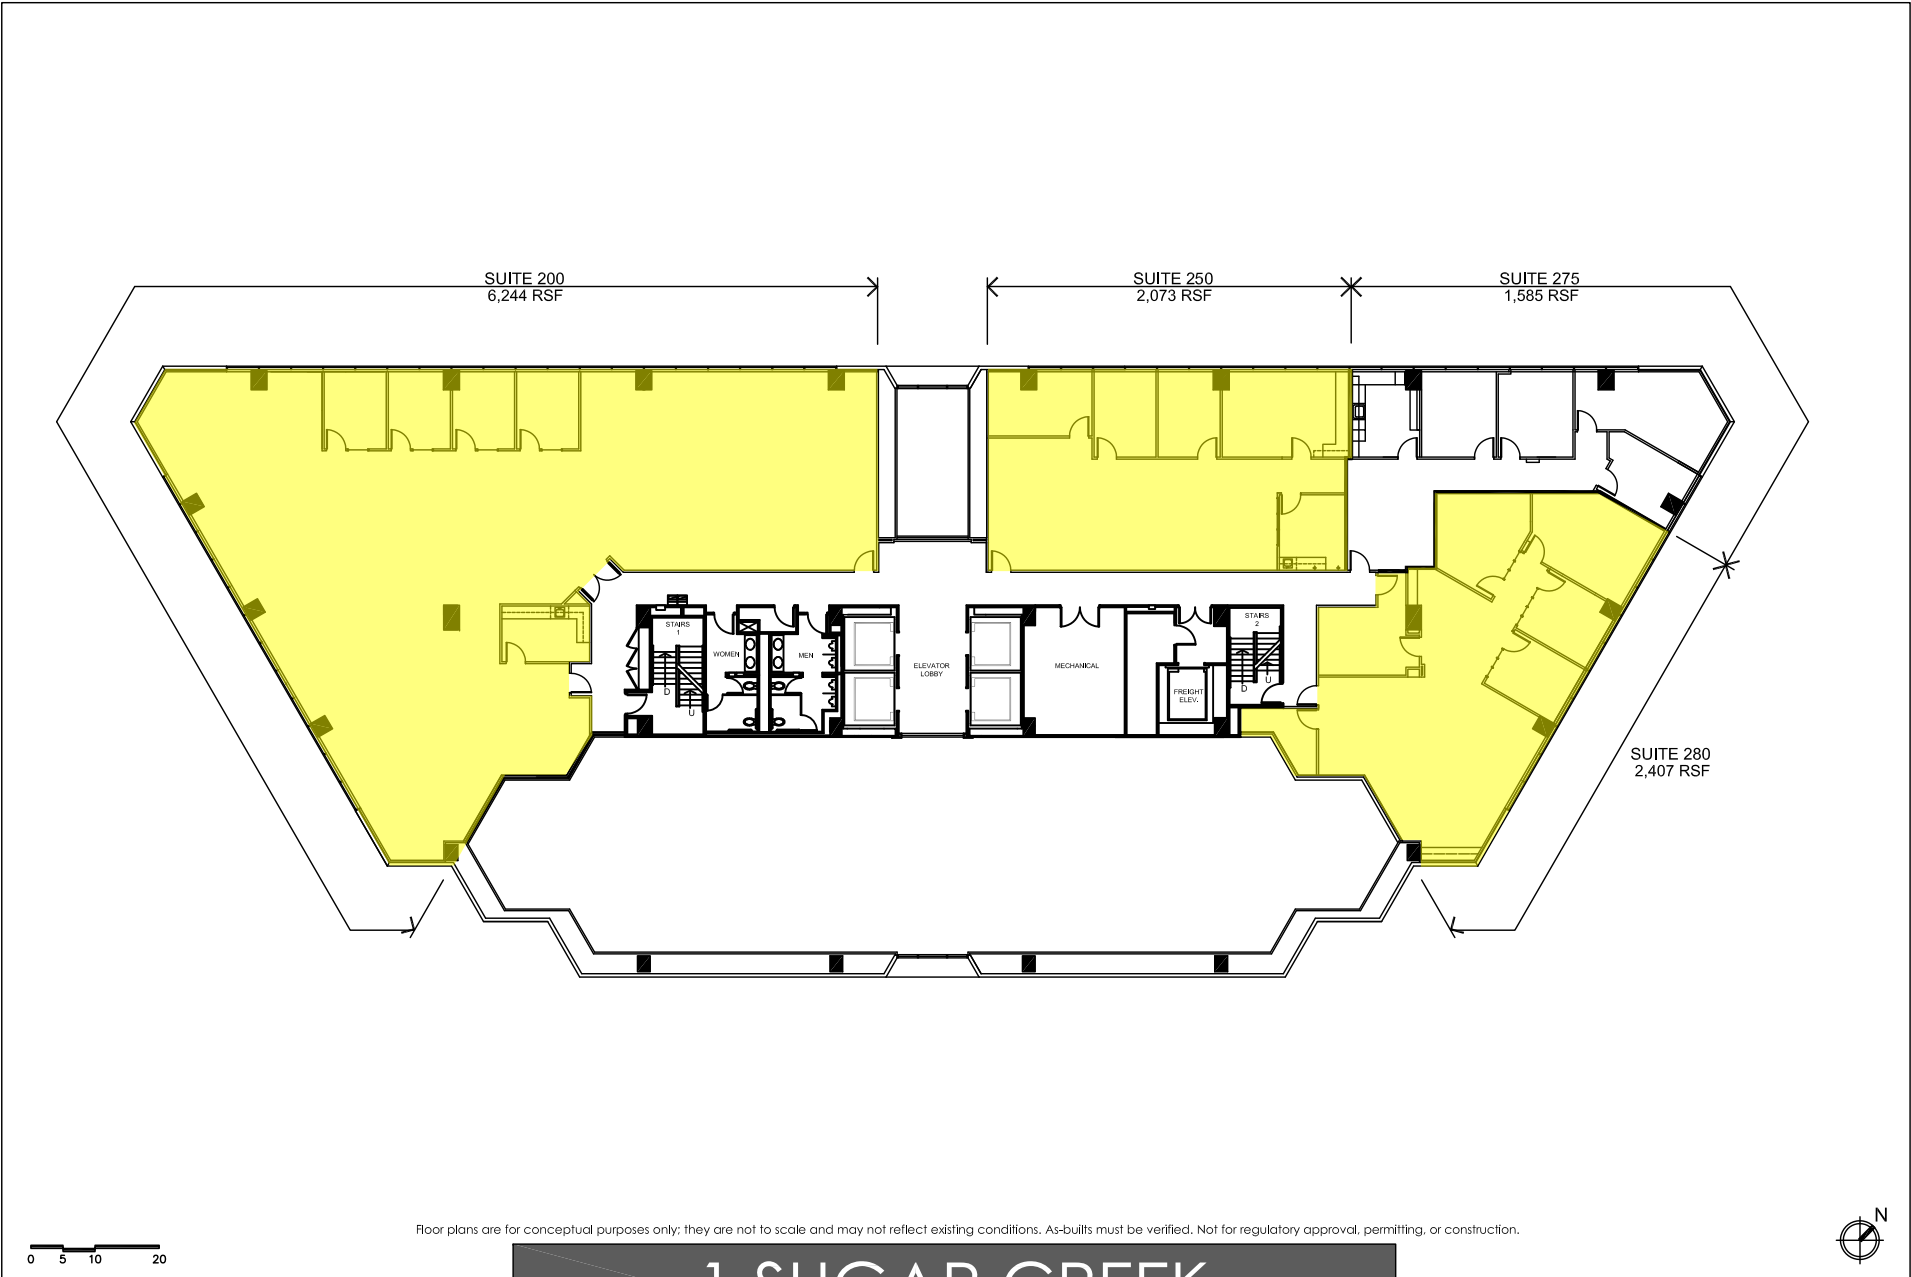 SUITE 200
6,244 RSF
SUITE 250
2,073 RSF
SUITE 275
1,585 RSF
STAIRS
1
WOMEN
MEN
ELEVATOR
LOBBY
MECHANICAL
FREIGHT
ELEV.
STAIRS
2
D
U
D
U
SUITE 280
2,407 RSF
Floor plans are for conceptual purposes only; they are not to scale and may not reflect existing conditions. As-builts must be verified. Not for regulatory approval, permitting, or construction.
0 5 10 20
N
1 SUGAR CREEK